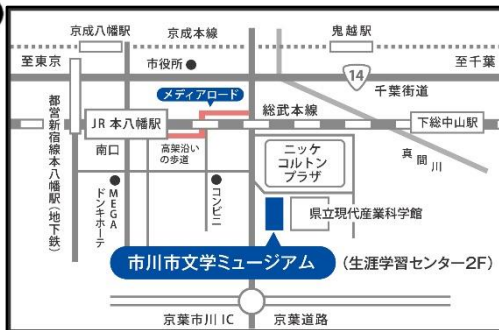 京成八幡駅
京成本線
鬼越駅
至東京
市役所
14
至千葉
千葉街道
メディアロード
総武本線
都営新宿線本八幡駅(地下鉄)
JR 本八幡駅
下総中山駅
南口
高架沿い
の歩道
ニッケ
コルトン
プラザ
真間川
MEGA
ドンキホーテ
コンビニ
県立現代産業科学館
市川市文学ミュージアム
(生涯学習センター2F)
京葉市川 IC
京葉道路